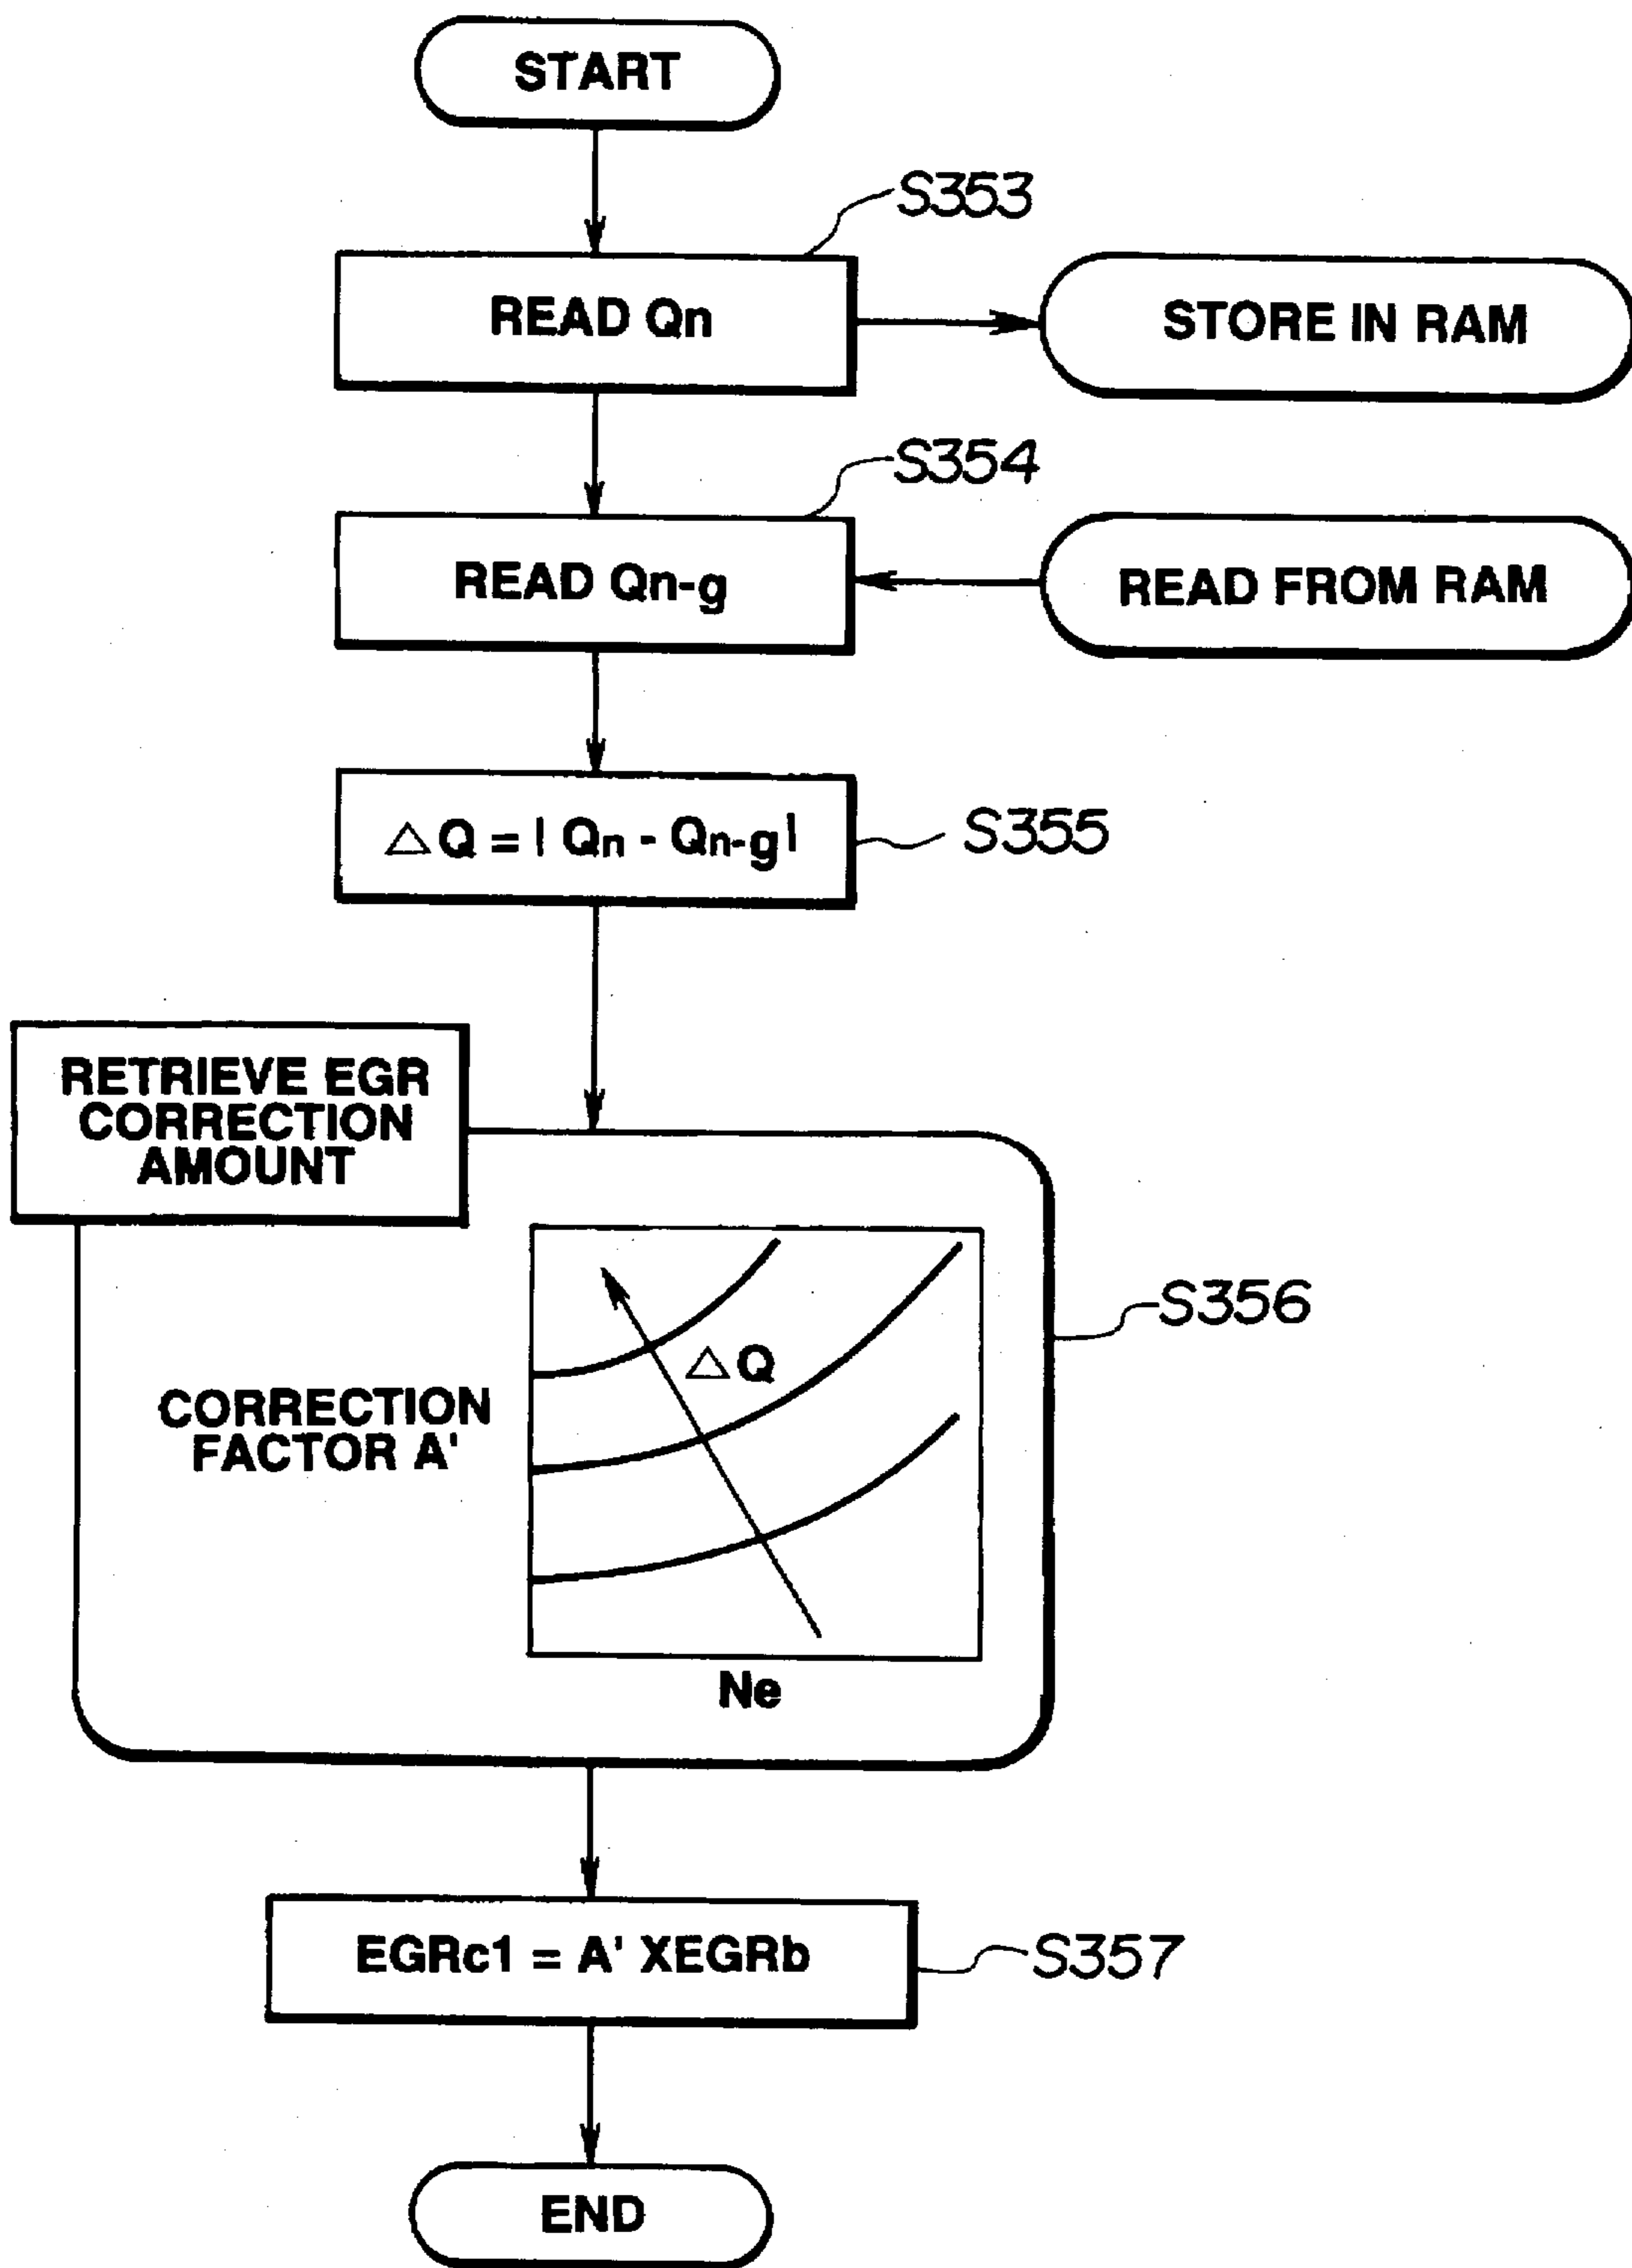 START
S353
READ Qn
STORE IN RAM
S354
READ Qn-g
READ FROM RAM
△Q = | Qn - Qn-g |
S355
RETRIEVE EGR
CORRECTION
AMOUNT
△Q
S356
CORRECTION
FACTOR A'
Ne
EGRc1 = A' XEGRb
S357
END